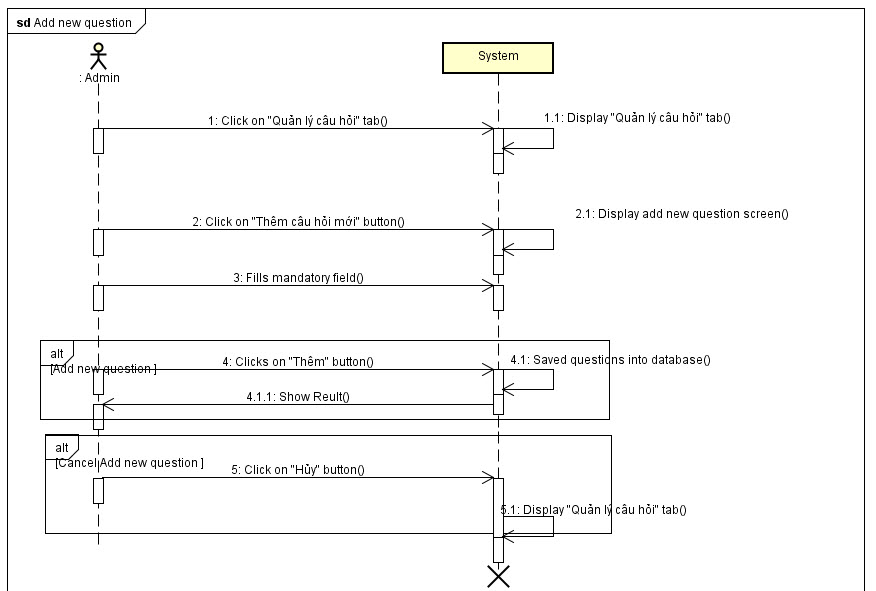 sd Add new question
: Admin
System
1: Click on "Quản lý câu hỏi" tab()
1.1: Display "Quản lý câu hỏi" tab()
2: Click on "Thêm câu hỏi mới" button()
2.1: Display add new question screen()
3: Fills mandatory field()
alt
[Add new question ]
4: Clicks on "Thêm" button()
4.1: Saved questions into database()
4.1.1: Show Reult()
alt
[Cancel Add new question ]
5: Click on "Hủy" button()
5.1: Display "Quản lý câu hỏi" tab()